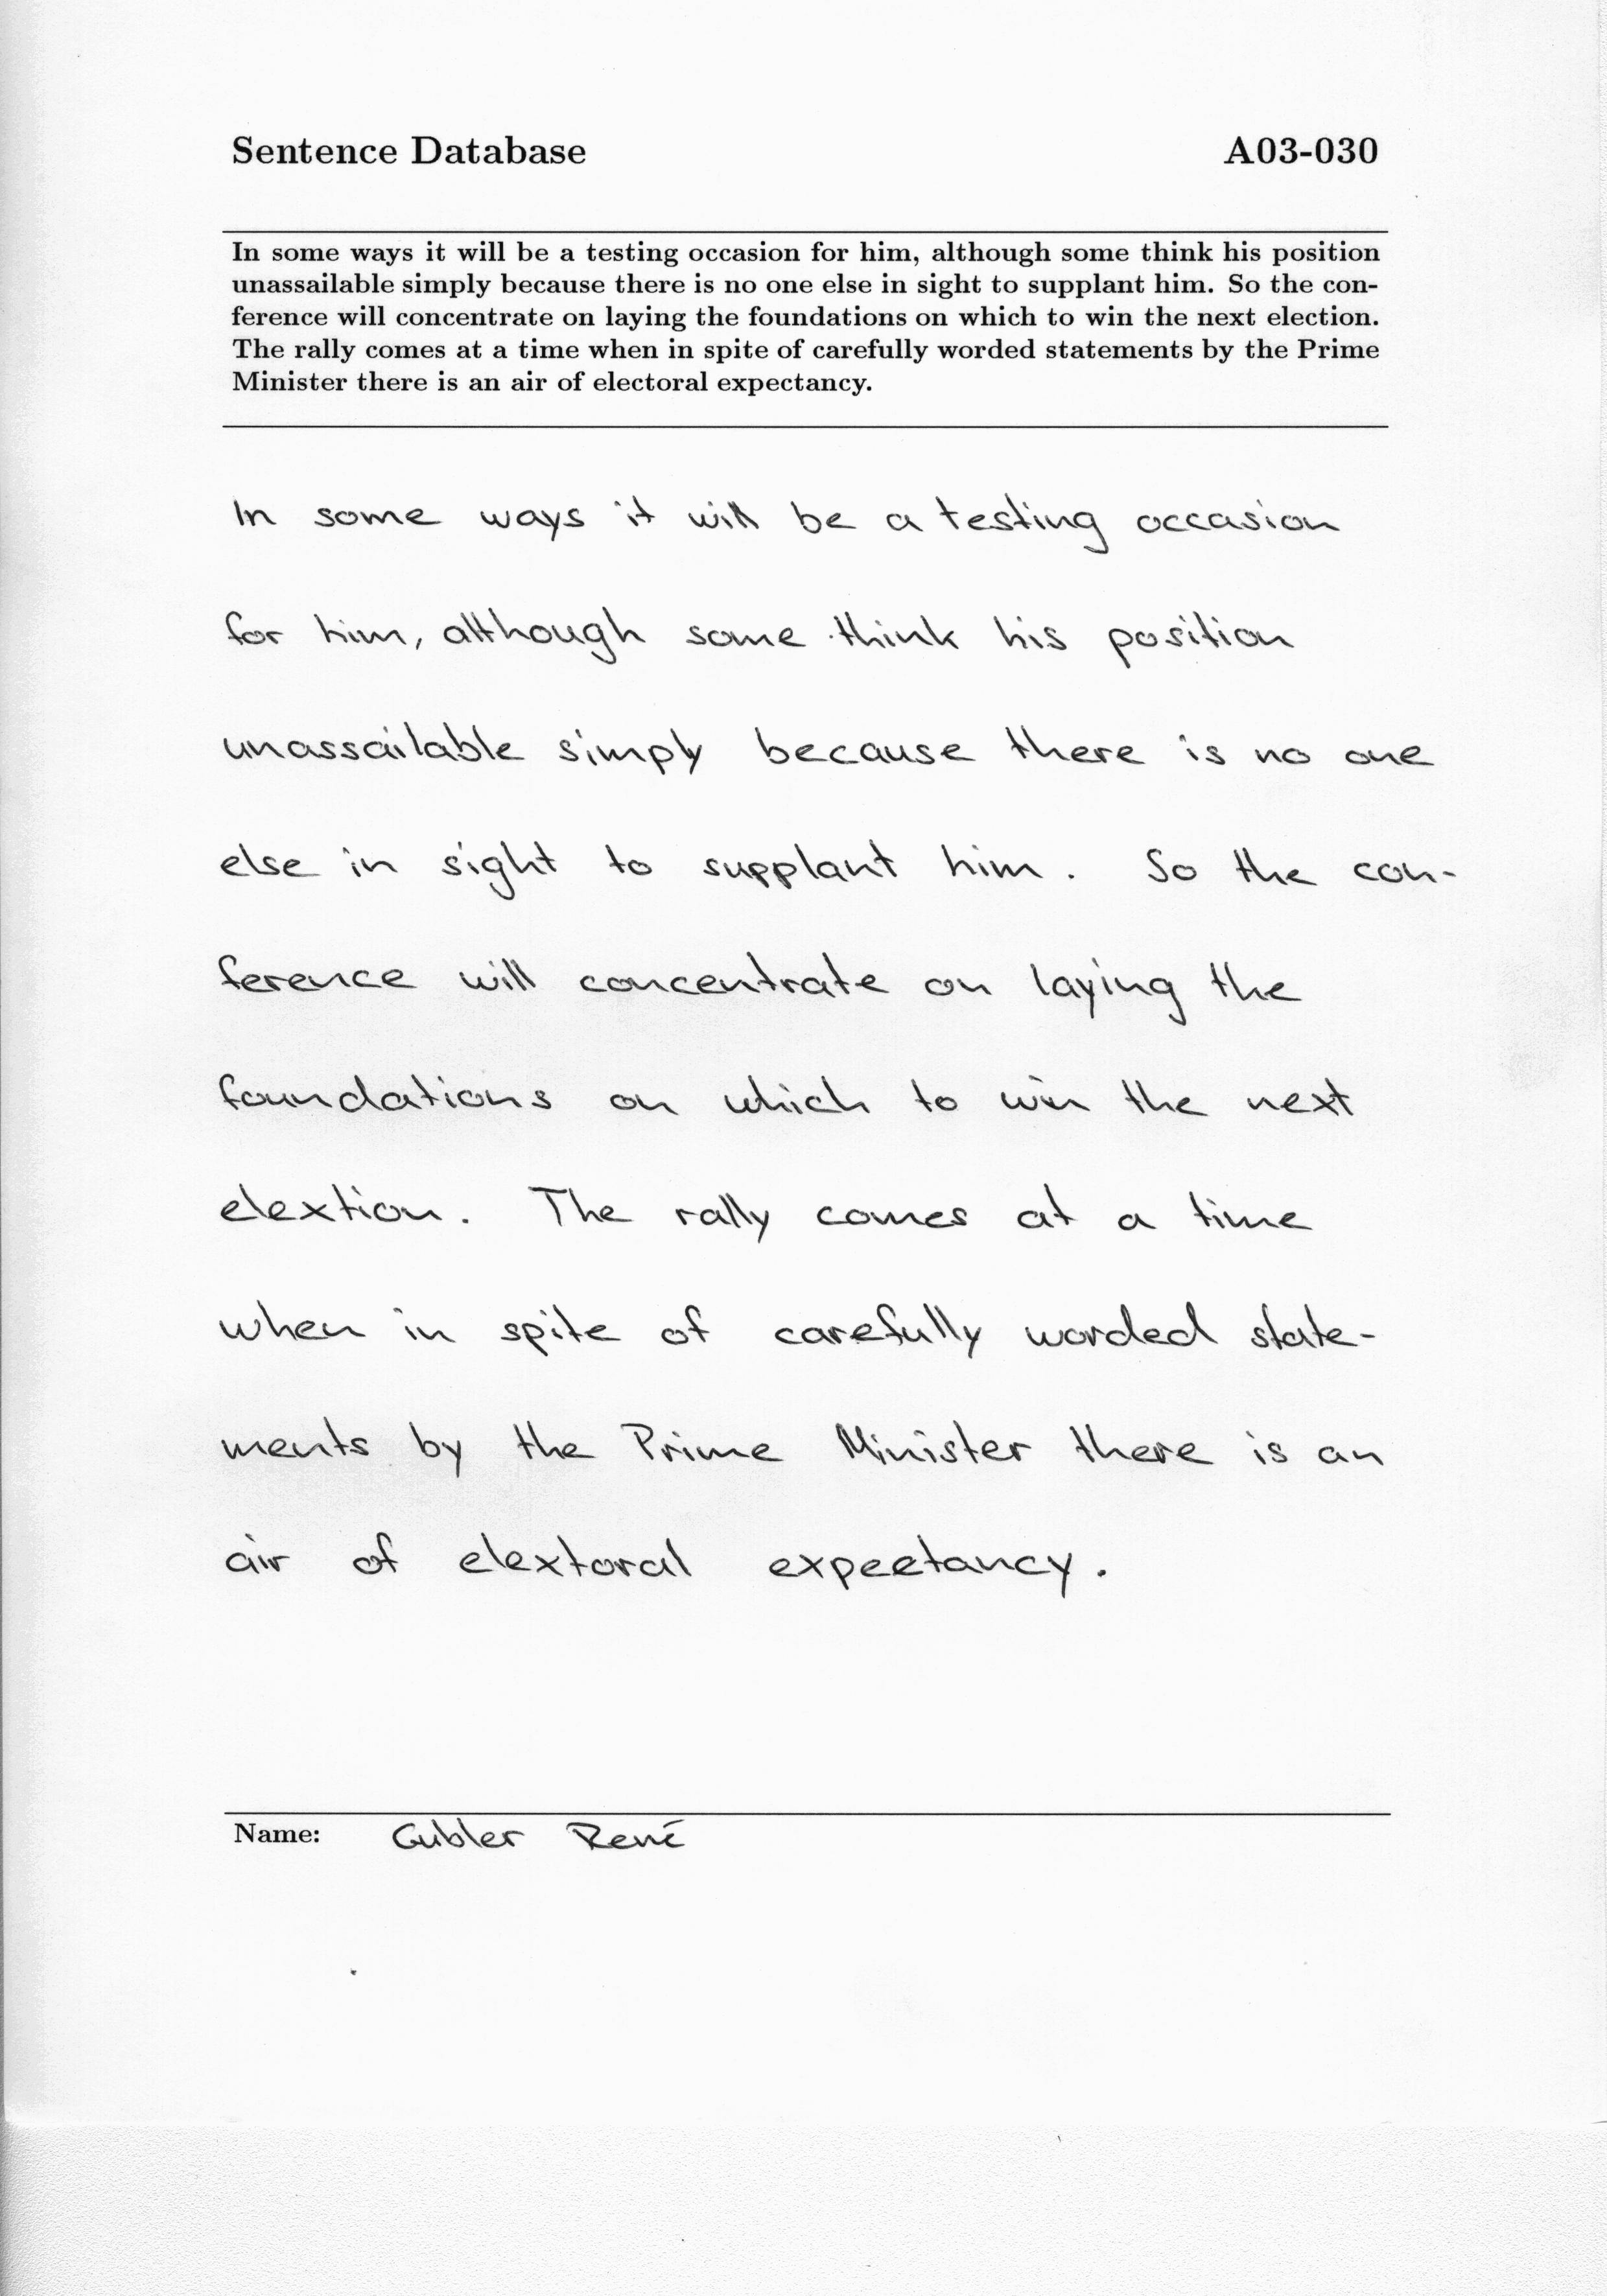 Sentence Database A03-030
In some ways it will be a testing occasion for him, although some think his position
unassailable simply because there is no one else in sight to supplant him. So the con-
ference will concentrate on laying the foundations on which to win the next election.
The rally comes at a time when in spite of carefully worded statements by the Prime
Minister there is an air of electoral expectancy.
In some ways it will be a testing occasion
for him, although some think his position
unassailable simply because there is no one
else in sight to supplant him. So the con-
ference will concentrate on laying the
foundations on which to win the next
elextion. The rally comes at a time
when in spite of carefully worded state-
ments by the Prime Minister there is an
air of elextoral expectancy.
Name: Gubler René